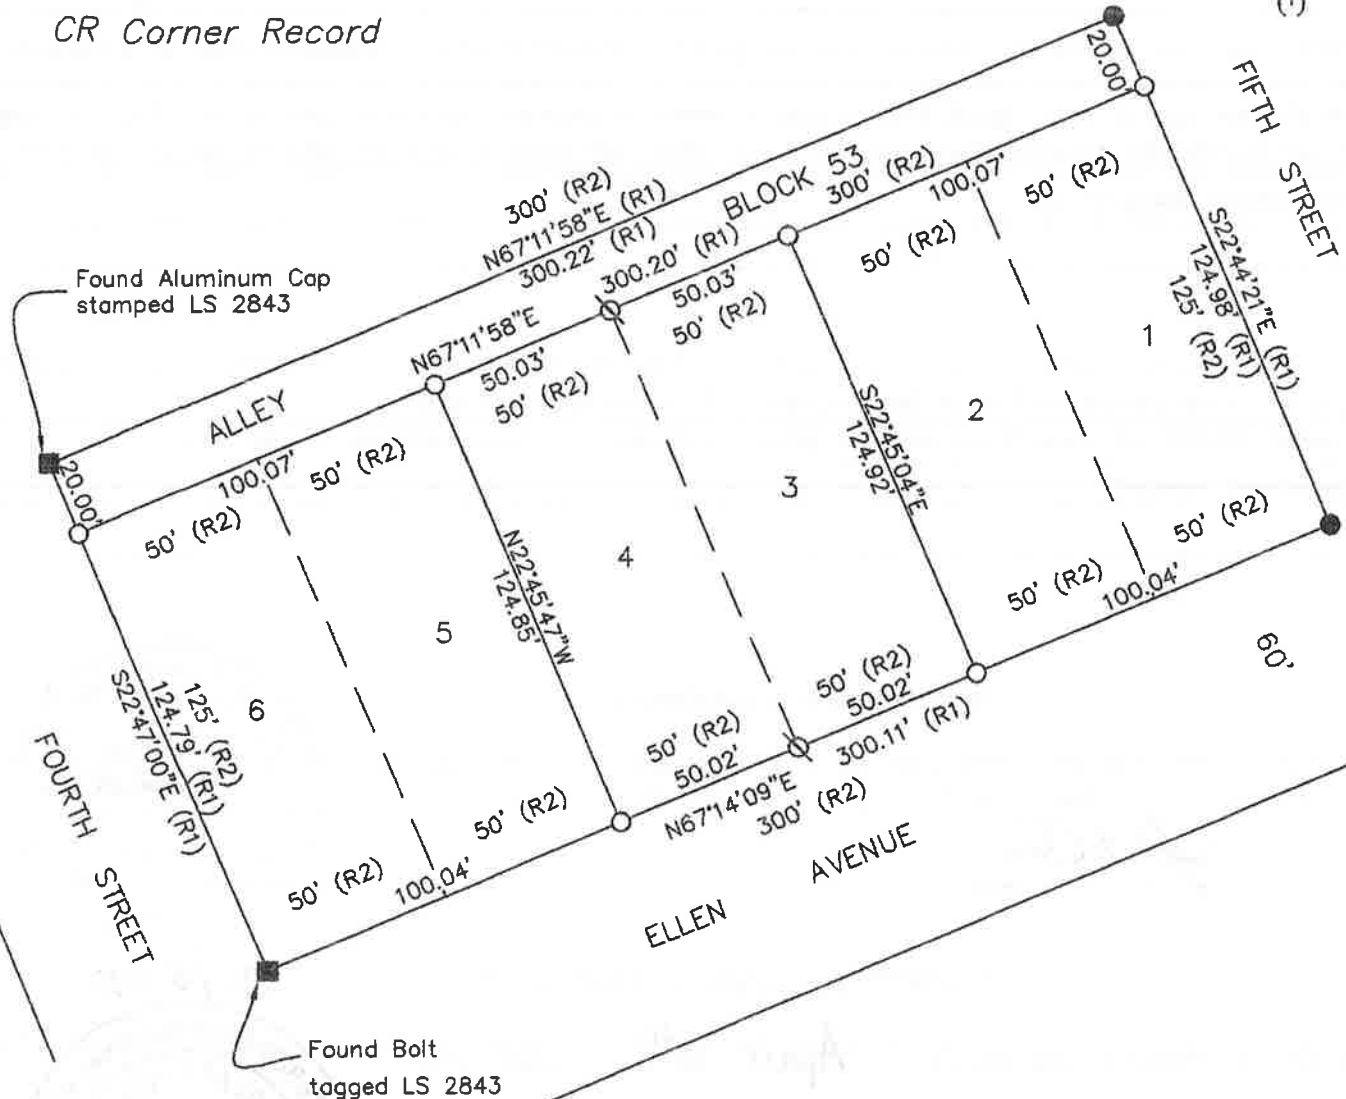 CR Corner Record
(-)
20.00'
FIFTH STREET
300' (R2)
N67°11'58"E (R1)
300.22' (R1)
BLOCK 53
300' (R2)
300.20' (R1)
100.07'
50' (R2)
50' (R2)
Found Aluminum Cap
stamped LS 2843
50.03'
50' (R2)
S22°44'21"E (R1)
124.98' (R1)
125' (R2)
1
N67°11'58"E
50.03'
50' (R2)
ALLEY
2
S22°45'04"E
124.92'
3
20.00'
100.07'
50' (R2)
50' (R2)
4
N22°45'47"W
124.85'
50' (R2)
50' (R2)
100.04'
5
60'
6
125' (R2)
124.79' (R1)
S22°47'00"E (R1)
50' (R2)
50.02'
50' (R2)
50.02'
300.11' (R1)
N67°14'09"E
300' (R2)
FOURTH STREET
50' (R2)
50' (R2)
100.04'
ELLEN AVENUE
Found Bolt
tagged LS 2843